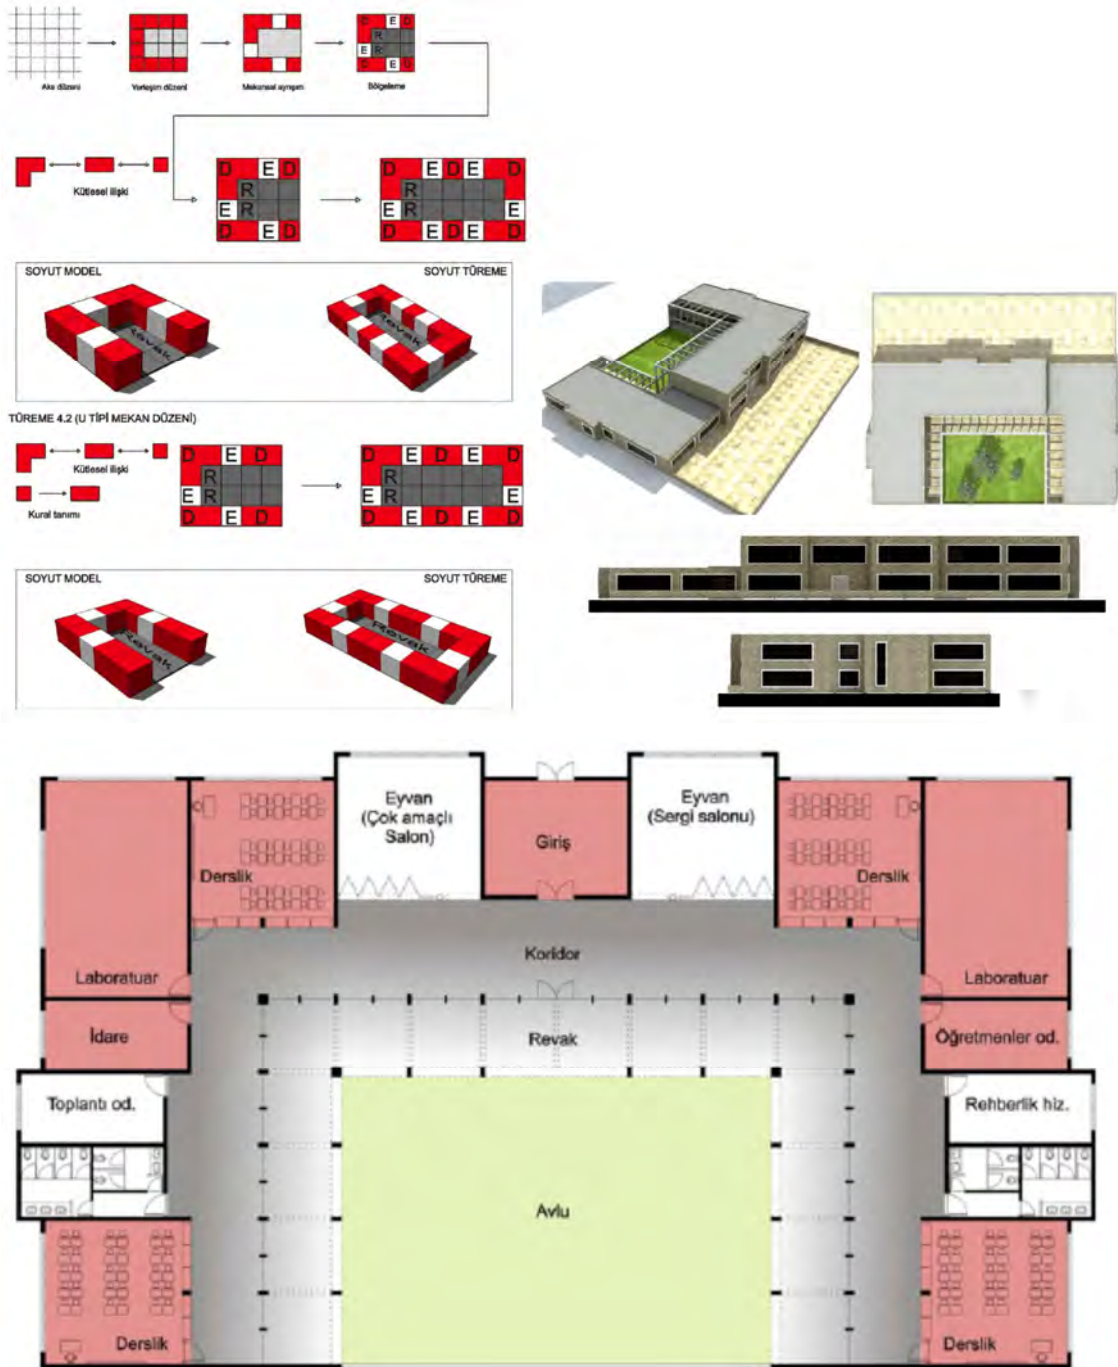 Aks düzeni
Yerleşim düzeni
Mekansal ayrışım
Bölgeleme
D E D
R
E R
D E D
Kütlesel ilişki
D E D
R
E R
D E D
D E D E D
R
E R E
D E D E D
SOYUT MODEL
SOYUT TÜREME
Revak
Revak
TÜREME 4.2 (U TİPİ MEKAN DÜZENİ)
Kütlesel ilişki
Kural tanımı
D E D
R
E R
D E D
D E D E D
R
E R E
D E D E D
SOYUT MODEL
SOYUT TÜREME
Revak
Revak
Eyvan
(Çok amaçlı
Salon)
Giriş
Eyvan
(Sergi salonu)
Derslik
Derslik
Koridor
Laboratuar
Laboratuar
İdare
Revak
Öğretmenler od.
Toplantı od.
Rehberlik hiz.
Avlu
Derslik
Derslik